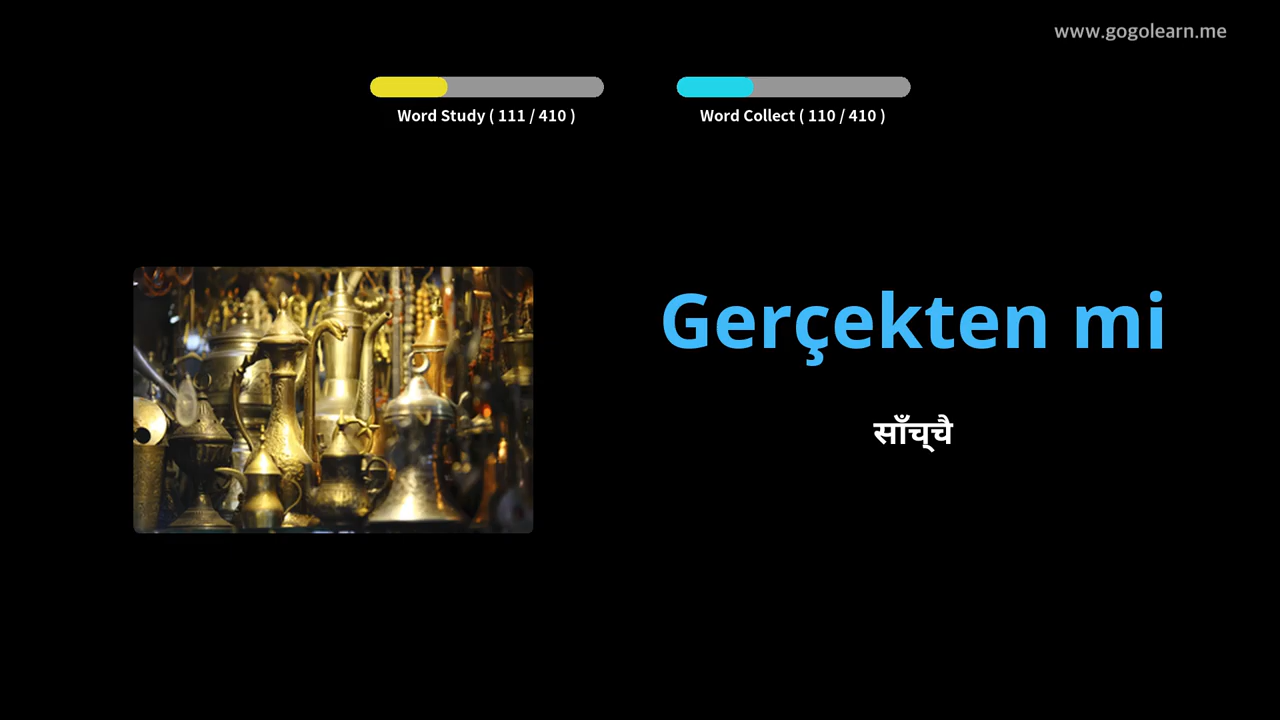 www.gogolearn.me
Word Study ( 111 / 410 )
Word Collect ( 110 / 410 )
Gerçekten mi
साँच्‌चै